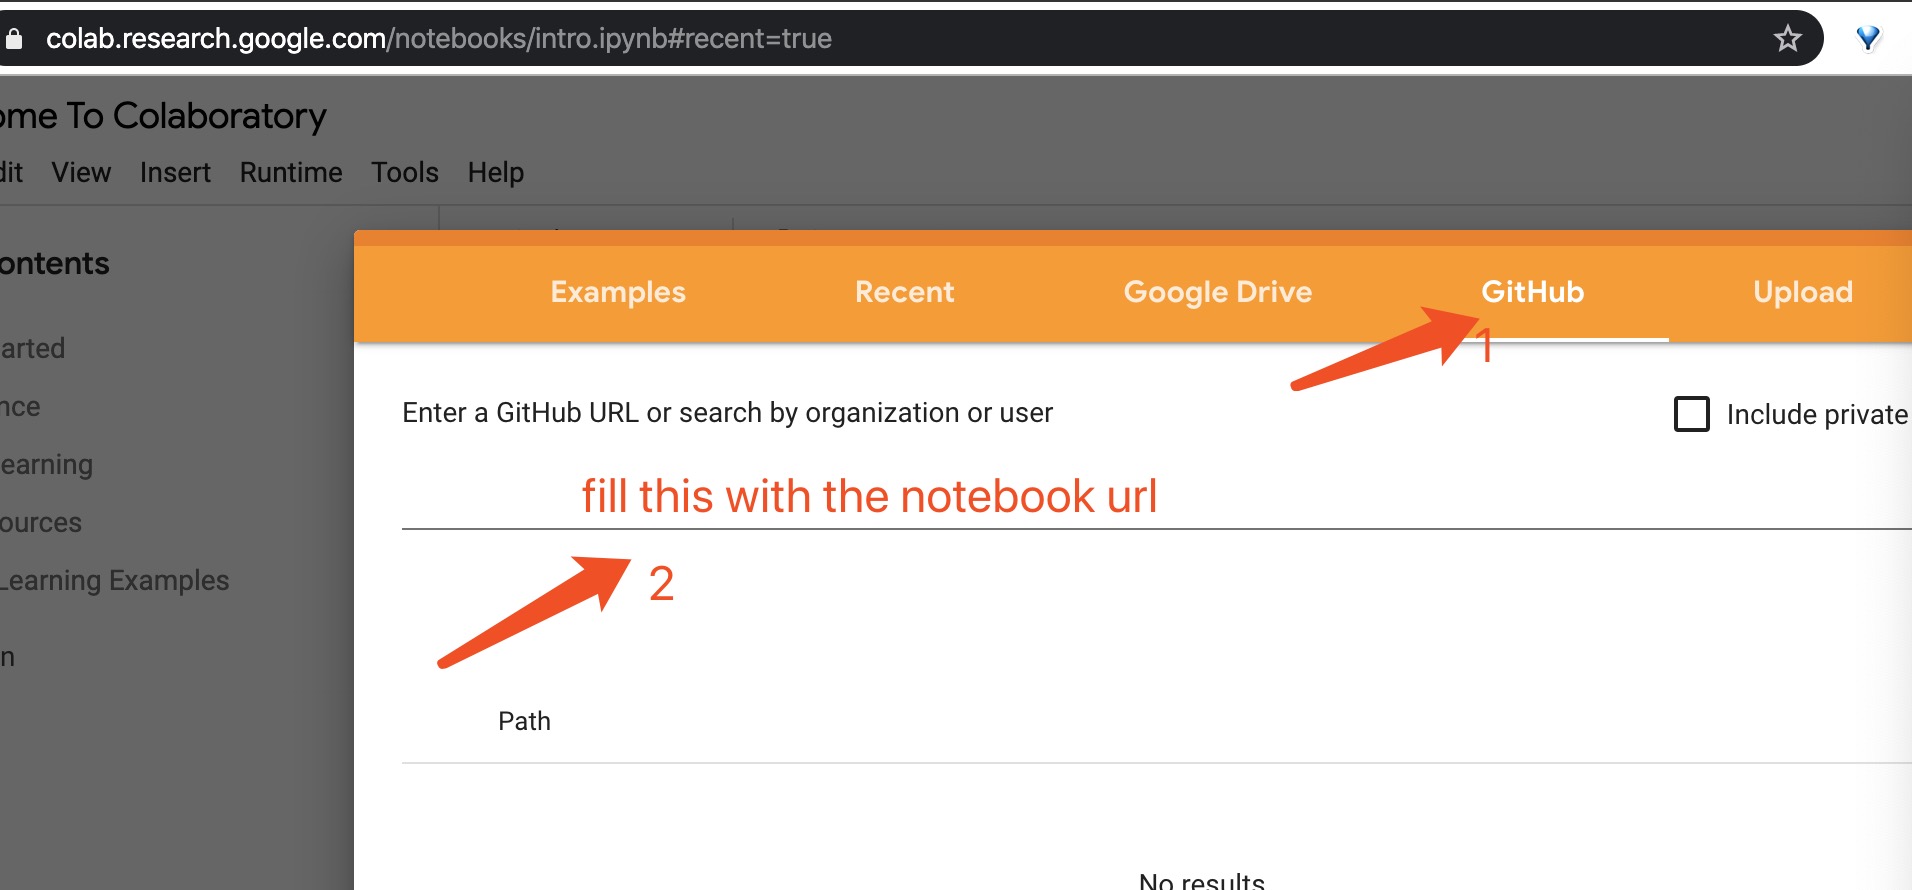 colab.research.google.com/notebooks/intro.ipynb#recent=true
ome To Colaboratory
dit View Insert Runtime Tools Help
ontents
Examples Recent Google Drive GitHub Upload
1
arted
nce
Enter a GitHub URL or search by organization or user Include private
earning
fill this with the notebook url
ources
Learning Examples
2
n
Path
No results